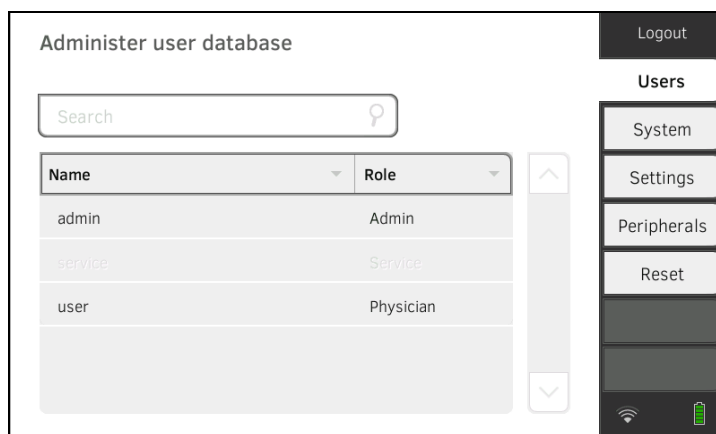 Administer user database
Search
Name Role
admin Admin
service Service
user Physician
Logout
Users
System
Settings
Peripherals
Reset